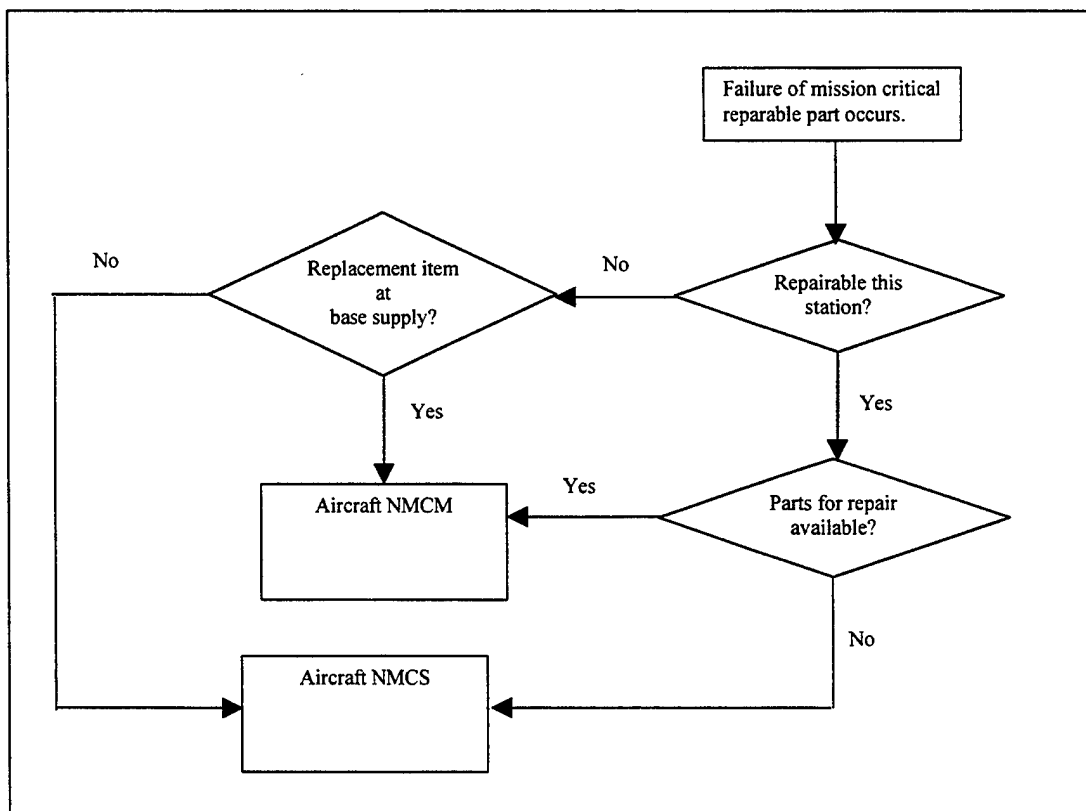 Failure of mission critical
reparable part occurs.
No
Replacement item
at
base supply?
No
Repairable this
station?
Yes
Yes
Aircraft NMCM
Yes
Parts for repair
available?
No
Aircraft NMCS